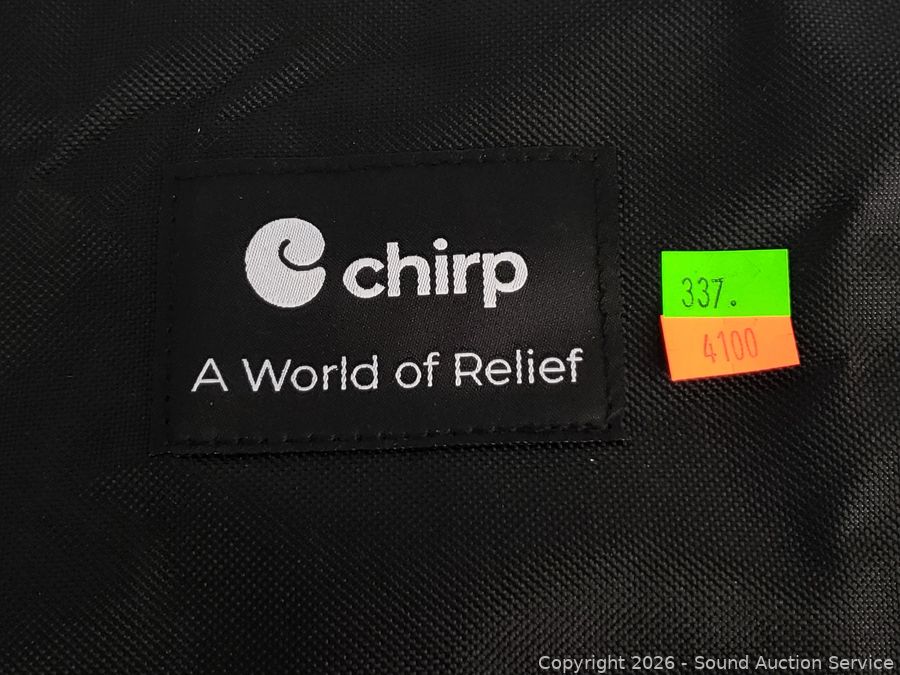 chirp
A World of Relief
337.
4100
Copyright 2026 - Sound Auction Service